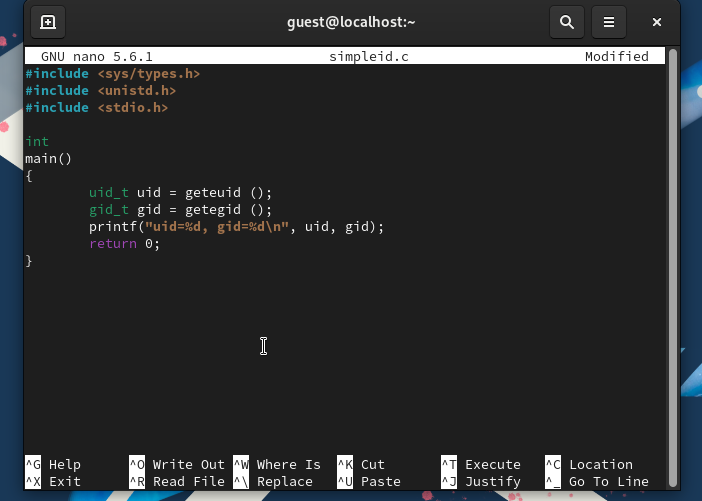 guest@localhost:~
GNU nano 5.6.1 simpleid.c Modified
#include <sys/types.h>
#include <unistd.h>
#include <stdio.h>
int
main()
{
uid_t uid = geteuid ();
gid_t gid = getegid ();
printf("uid=%d, gid=%d\n", uid, gid);
return 0;
}
^G Help ^O Write Out ^W Where Is ^K Cut ^T Execute ^C Location
^X Exit ^R Read File ^\ Replace ^U Paste ^J Justify ^_ Go To Line